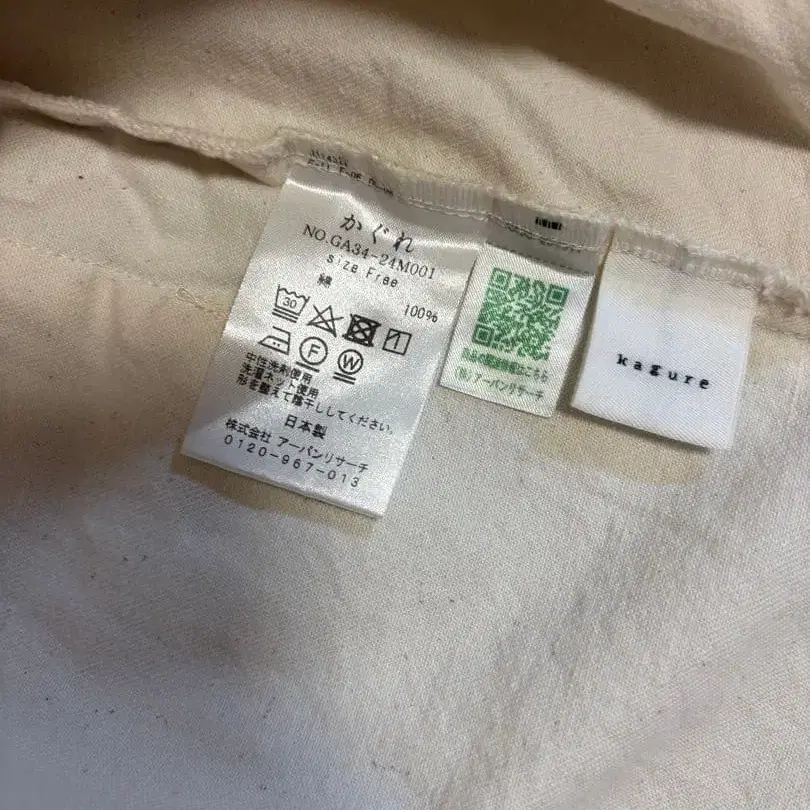 かぐれ
NO.GA34-24M001
size Free
綿 100%
30
F W
中性洗剤使用
洗濯ネット使用
形を整えて陰干ししてください。
日本製
株式会社 アーバンリサーチ
0120-967-013
(株)アーバンリサーチ
kagure